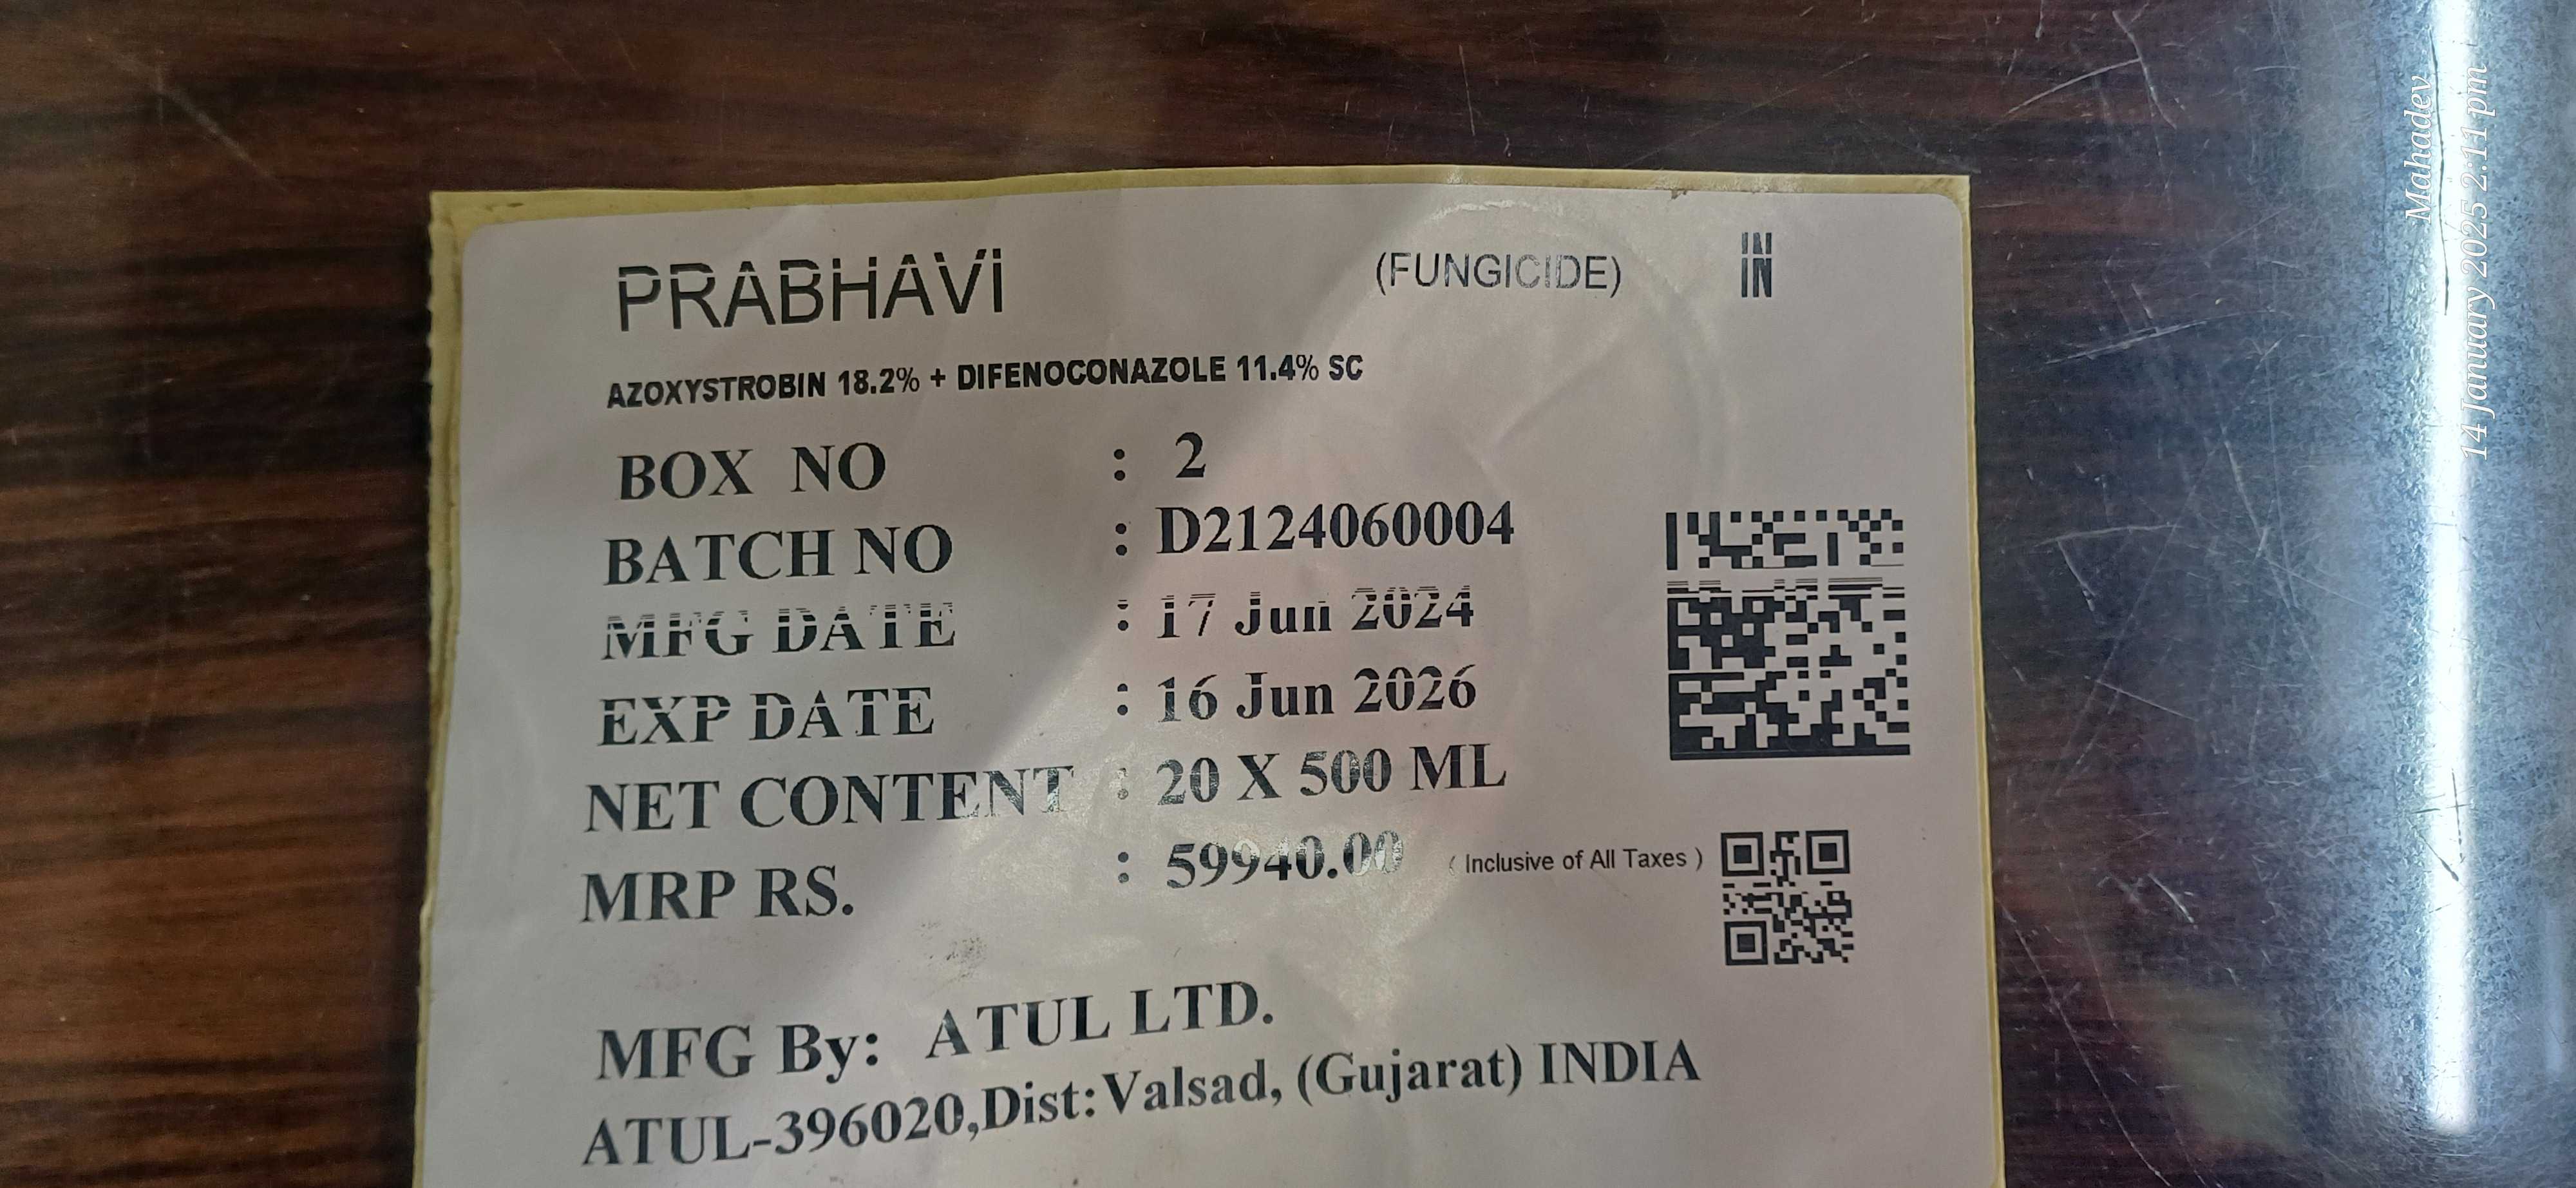 PRABHAVI (FUNGICIDE) IN
AZOXYSTROBIN 18.2% + DIFENOCONAZOLE 11.4% SC
BOX NO : 2
BATCH NO : D2124060004
MFG DATE : 17 Jun 2024
EXP DATE : 16 Jun 2026
NET CONTENT : 20 X 500 ML
MRP RS. : 59940.00 ( Inclusive of All Taxes )
MFG By: ATUL LTD.
ATUL-396020,Dist:Valsad, (Gujarat) INDIA
Mahadev
14 January 2025 2:11 pm